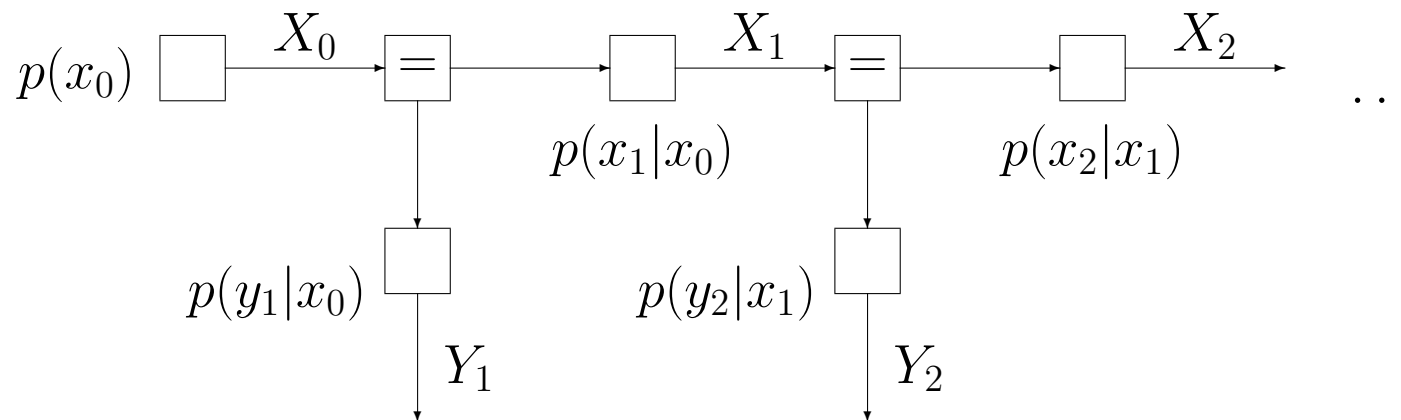 X_0 X_1 X_2
p(x_0) = = . .
p(x_1|x_0) p(x_2|x_1)
p(y_1|x_0) p(y_2|x_1)
Y_1 Y_2